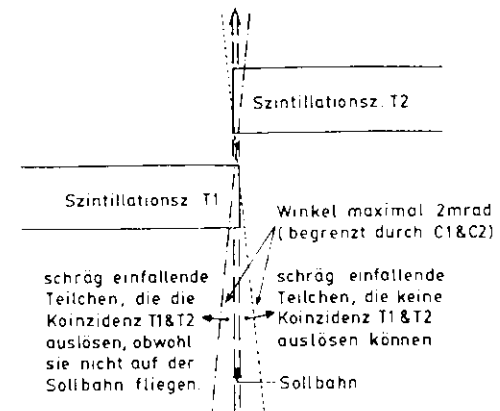 Szintillationsz. T2
Szintillationsz T1
Winkel maximal 2mrad
(begrenzt durch C1&C2)
schräg einfallende
Teilchen, die die
Koinzidenz T1&T2
auslösen, obwohl
sie nicht auf der
Sollbahn fliegen.
schräg einfallende
Teilchen, die keine
Koinzidenz T1&T2
auslösen können
Sollbahn